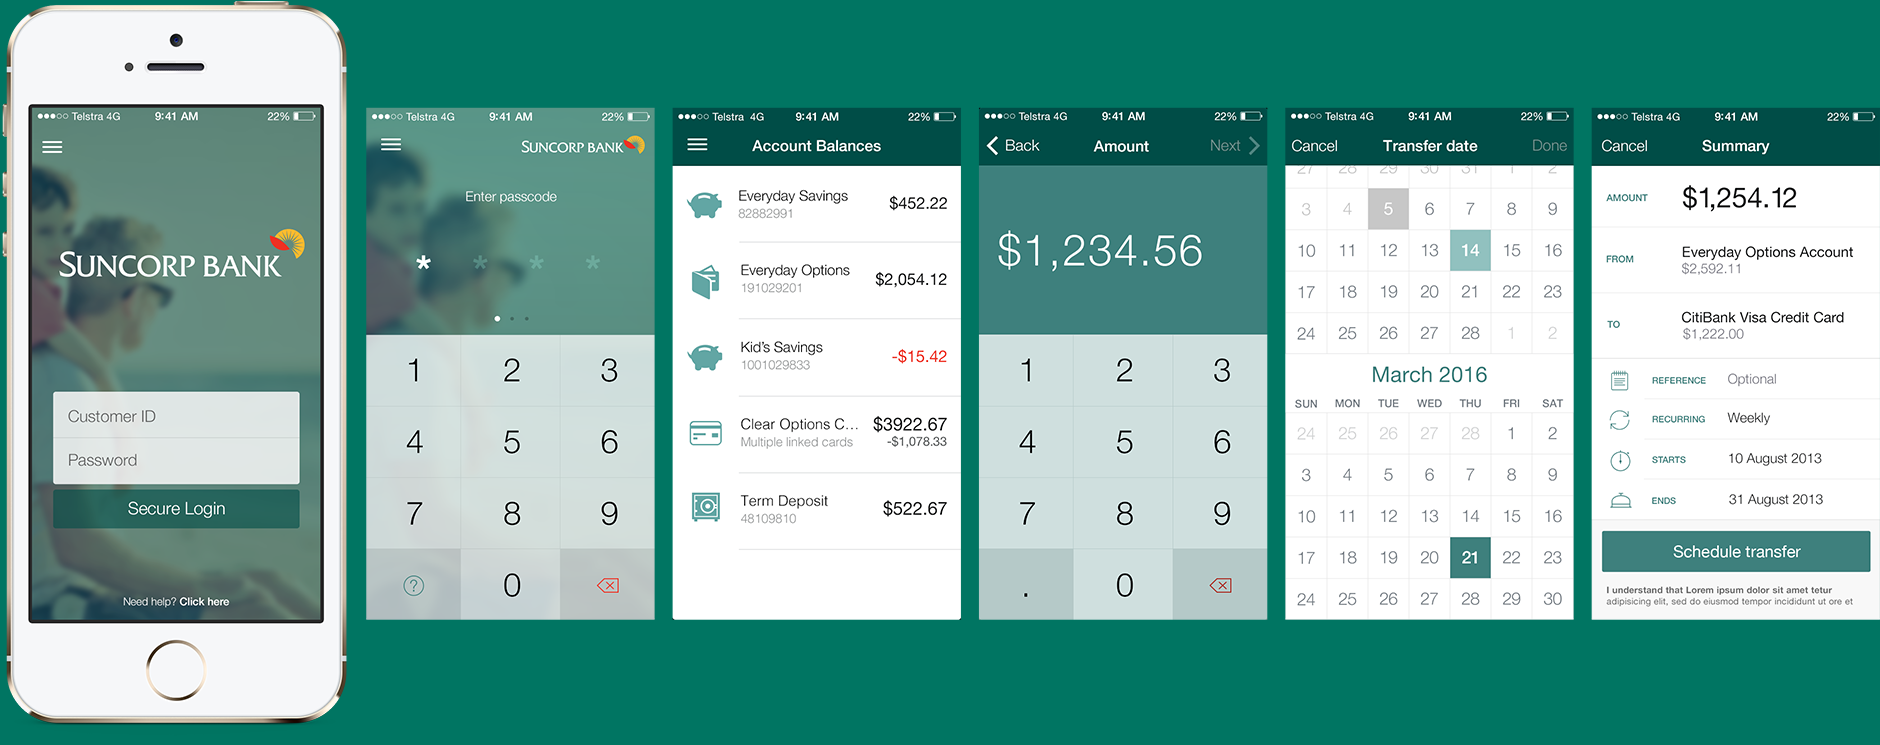 Telstra 4G 9:41 AM 22%
SUNCORP BANK
Customer ID
Password
Secure Login
Need help? Click here
Telstra 4G 9:41 AM 22%
SUNCORP BANK
Enter passcode
* * * *
1 2 3
4 5 6
7 8 9
? 0
Telstra 4G 9:41 AM 22%
Account Balances
Everyday Savings $452.22
82882991
Everyday Options $2,054.12
191029201
Kid's Savings -$15.42
1001029833
Clear Options C... $3922.67
Multiple linked cards -$1,078.33
Term Deposit $522.67
48109810
Telstra 4G 9:41 AM 22%
Back Amount Next
$1,234.56
1 2 3
4 5 6
7 8 9
. 0
Telstra 4G 9:41 AM 22%
Cancel Transfer date Done
27 28 29 30 31 1 2
3 4 5 6 7 8 9
10 11 12 13 14 15 16
17 18 19 20 21 22 23
24 25 26 27 28 1 2
March 2016
SUN MON TUE WED THU FRI SAT
24 25 26 27 28 1 2
3 4 5 6 7 8 9
10 11 12 13 14 15 16
17 18 19 20 21 22 23
24 25 26 27 28 29 30
Telstra 4G 9:41 AM 22%
Cancel Summary
AMOUNT $1,254.12
FROM Everyday Options Account
$2,592.11
TO CitiBank Visa Credit Card
$1,222.00
REFERENCE Optional
RECURRING Weekly
STARTS 10 August 2013
ENDS 31 August 2013
Schedule transfer
I understand that Lorem ipsum dolor sit amet tetur
adipisicing elit, sed do eiusmod tempor incididunt ut ore et